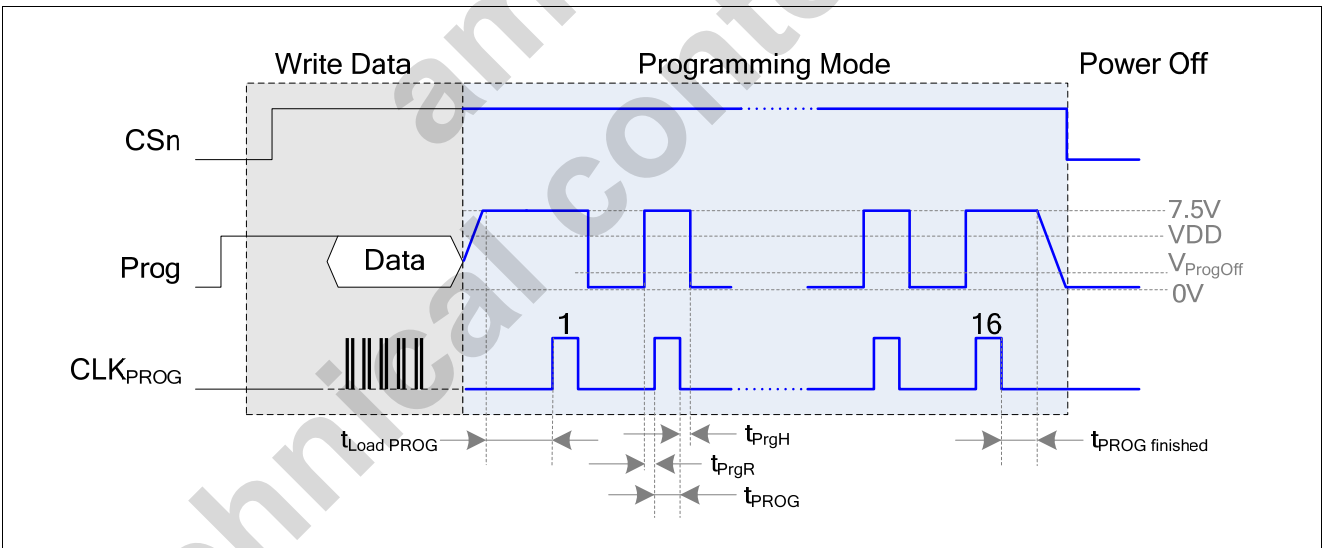 Write Data Programming Mode Power Off
CSn
7.5V
VDD
Prog Data VProgOff
0V
1 16
CLKPROG
tLoad PROG tPrgH tPROG finished
tPrgR
tPROG